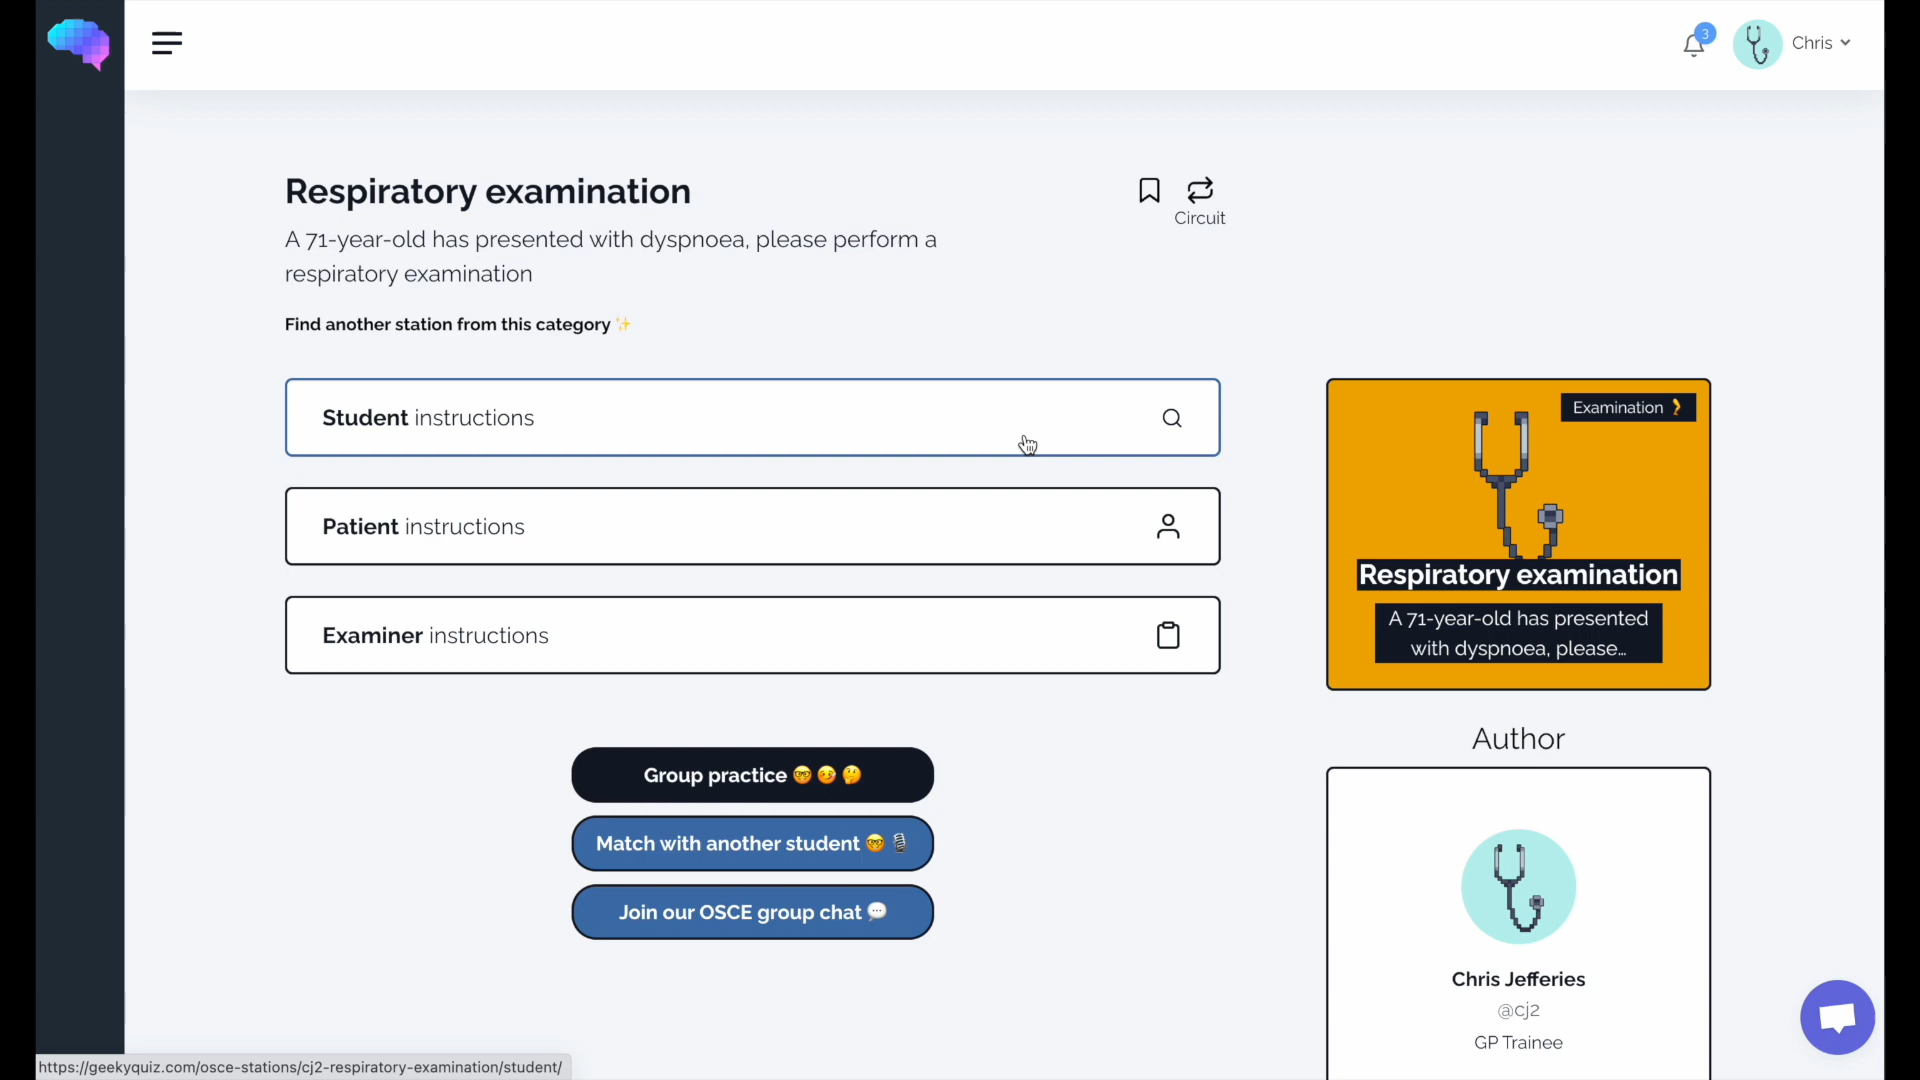 3
Chris
Respiratory examination
Circuit
A 71-year-old has presented with dyspnoea, please perform a
respiratory examination
Find another station from this category ✨
Student instructions
Patient instructions
Examiner instructions
Group practice 🤓 🤒 🤔
Match with another student 🤓 🎙️
Join our OSCE group chat 💬
Examination
Respiratory examination
A 71-year-old has presented
with dyspnoea, please...
Author
Chris Jefferies
@cj2
GP Trainee
https://geekyquiz.com/osce-stations/cj2-respiratory-examination/student/